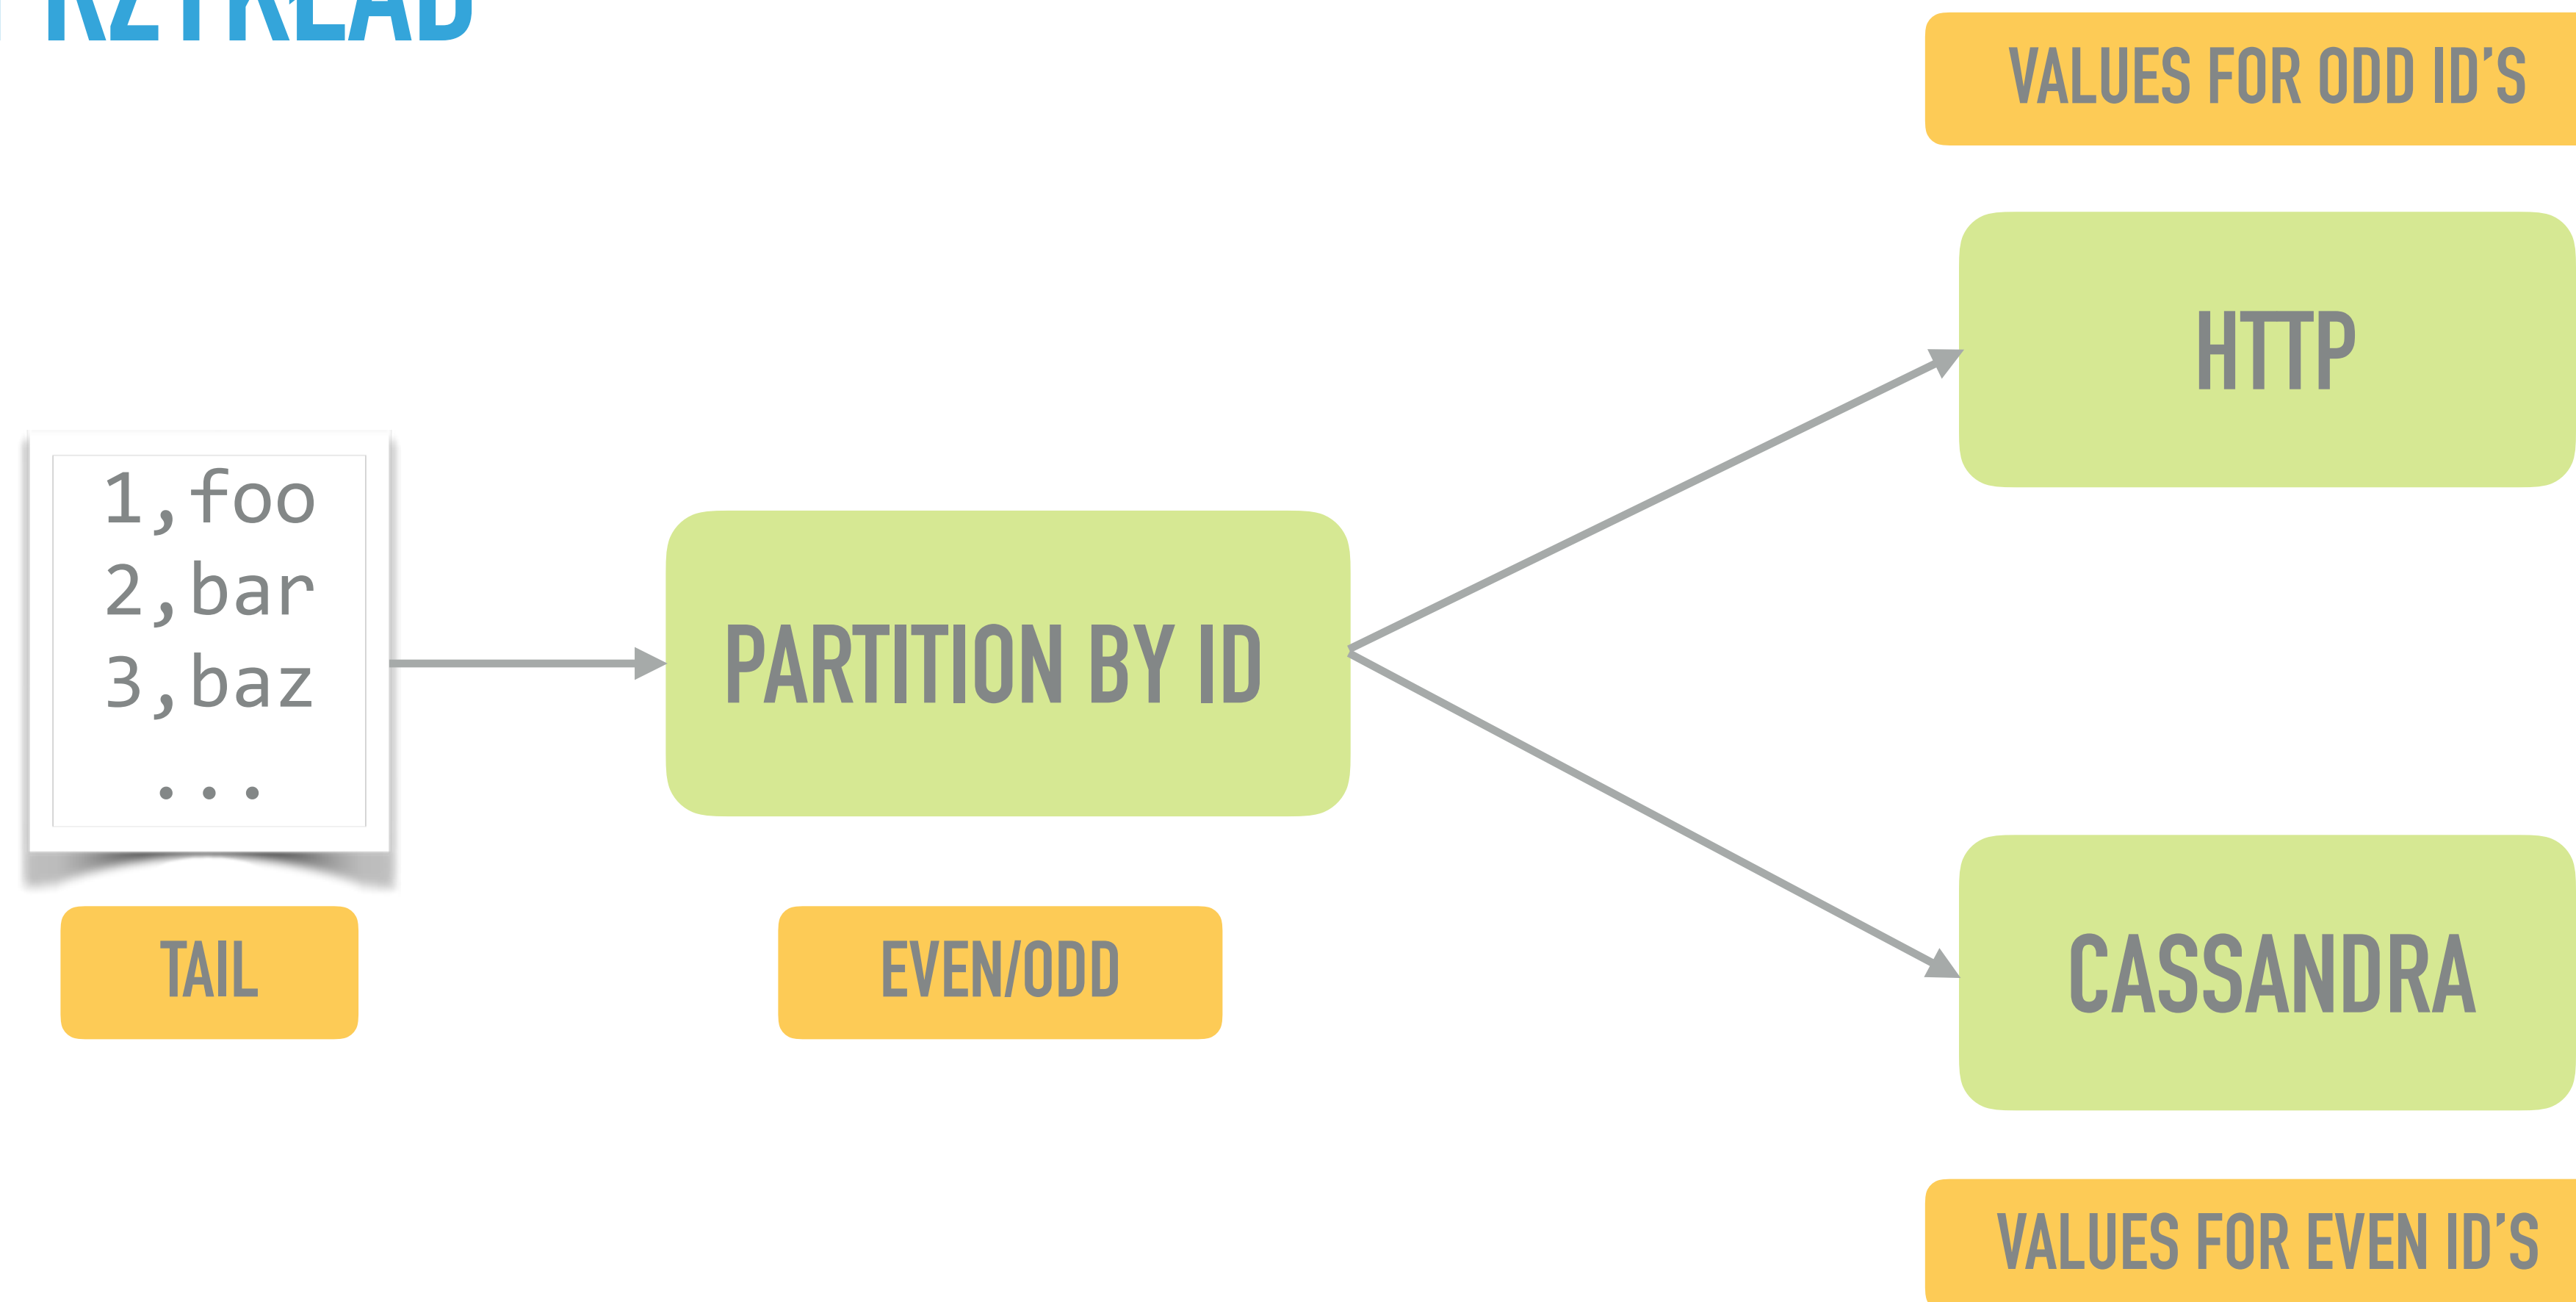 PRZYKŁAD
VALUES FOR ODD ID'S
HTTP
1,foo
2,bar
3,baz
...
PARTITION BY ID
TAIL
EVEN/ODD
CASSANDRA
VALUES FOR EVEN ID'S